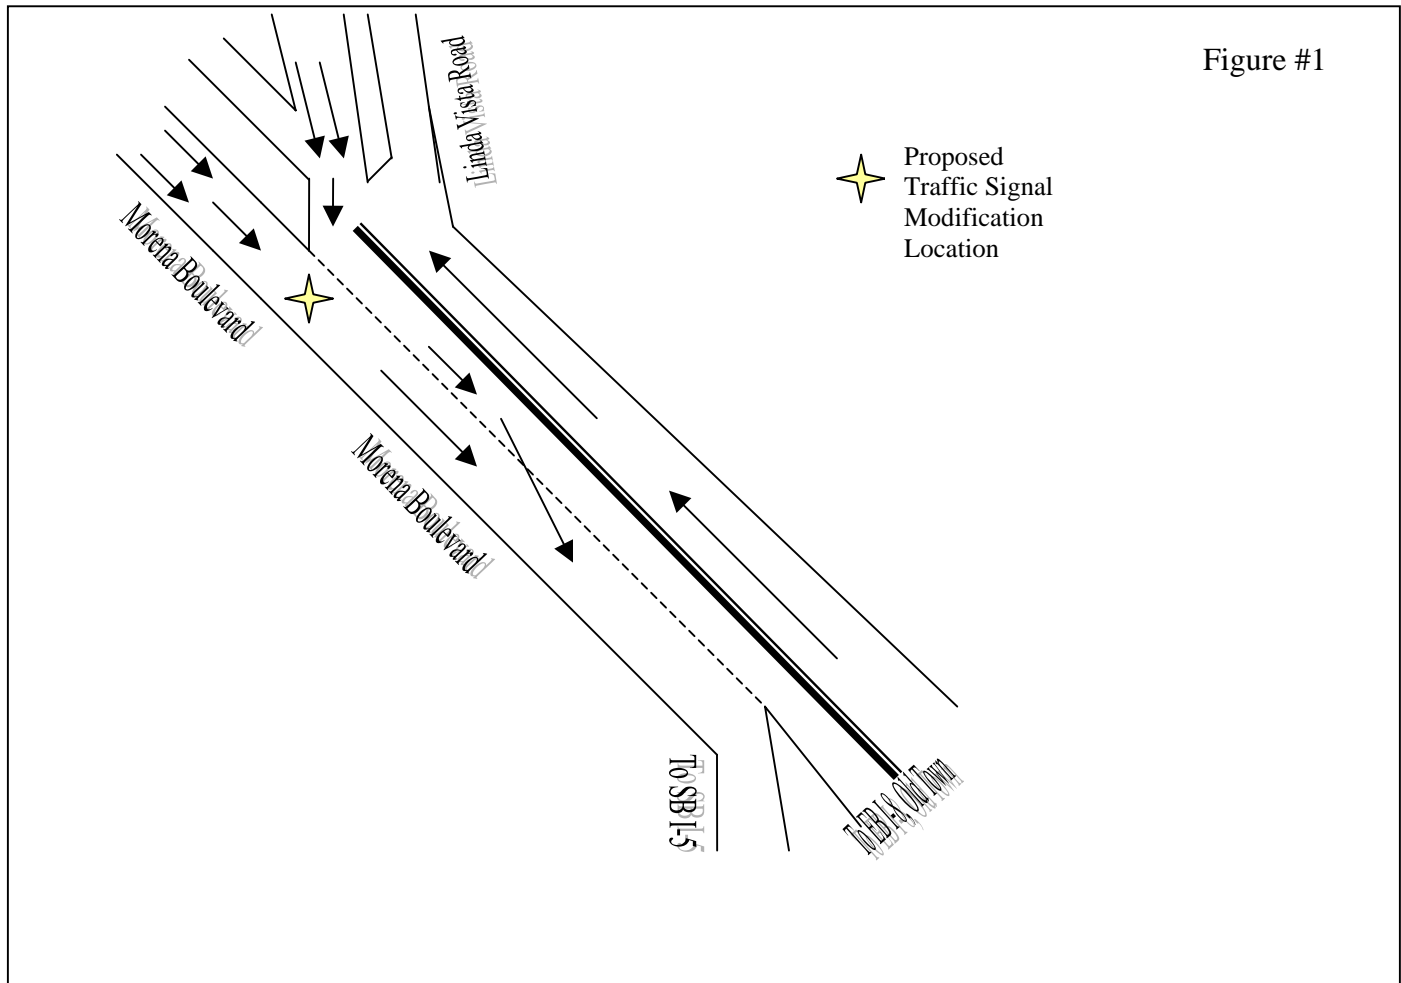 Figure #1
Linda Vista Road
Proposed
Traffic Signal
Modification
Location
Morena Boulevard
Morena Boulevard
To SB I-5
To EB I-8, Old Town